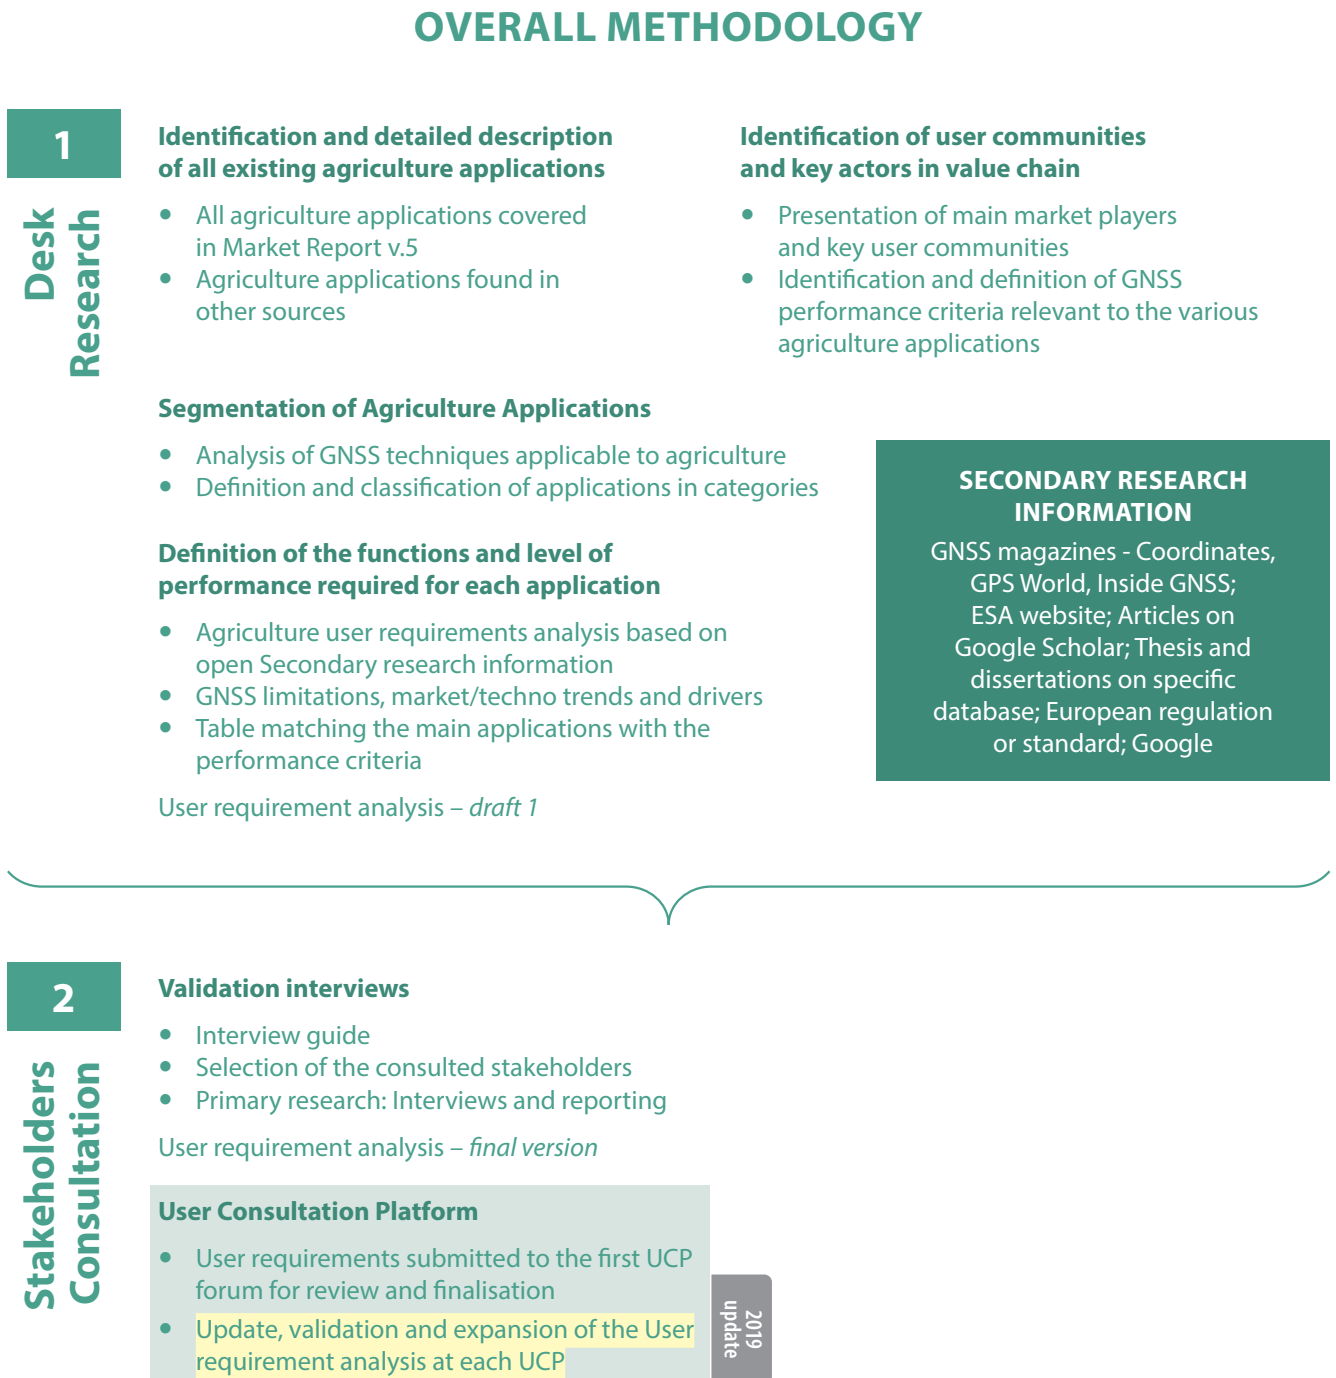 OVERALL METHODOLOGY
1
Desk
Research
Identification and detailed description
of all existing agriculture applications
• All agriculture applications covered
in Market Report v.5
• Agriculture applications found in
other sources
Identification of user communities
and key actors in value chain
• Presentation of main market players
and key user communities
• Identification and definition of GNSS
performance criteria relevant to the various
agriculture applications
Segmentation of Agriculture Applications
• Analysis of GNSS techniques applicable to agriculture
• Definition and classification of applications in categories
Definition of the functions and level of
performance required for each application
• Agriculture user requirements analysis based on
open Secondary research information
• GNSS limitations, market/techno trends and drivers
• Table matching the main applications with the
performance criteria
User requirement analysis – draft 1
SECONDARY RESEARCH
INFORMATION
GNSS magazines - Coordinates,
GPS World, Inside GNSS;
ESA website; Articles on
Google Scholar; Thesis and
dissertations on specific
database; European regulation
or standard; Google
2
Stakeholders
Consultation
Validation interviews
• Interview guide
• Selection of the consulted stakeholders
• Primary research: Interviews and reporting
User requirement analysis – final version
User Consultation Platform
• User requirements submitted to the first UCP
forum for review and finalisation
• Update, validation and expansion of the User
requirement analysis at each UCP
2019
update